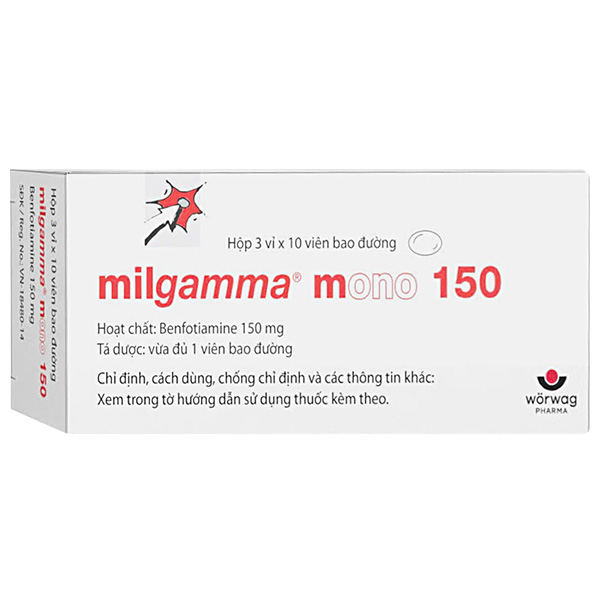 Hộp 3 vỉ x 10 viên bao đường
milgamma® mono 150
Hoạt chất: Benfotiamine 150 mg
Tá dược: vừa đủ 1 viên bao đường
Chỉ định, cách dùng, chống chỉ định và các thông tin khác:
Xem trong tờ hướng dẫn sử dụng thuốc kèm theo.
wörwag
PHARMA
Hộp 3 vỉ x 10 viên bao đường
milgamma® mono 150
Benfotiamine 150 mg
SĐK / Reg. No.: VN-18480-14